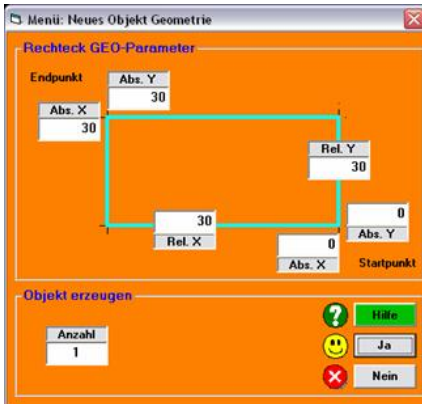 Menü: Neues Objekt Geometrie
Rechteck GEO-Parameter
Endpunkt
Abs. Y
30
Abs. X
30
Rel. Y
30
30
Rel. X
0
Abs. Y
0
Abs. X
Startpunkt
Objekt erzeugen
Anzahl
1
? Hilfe
Ja
Nein